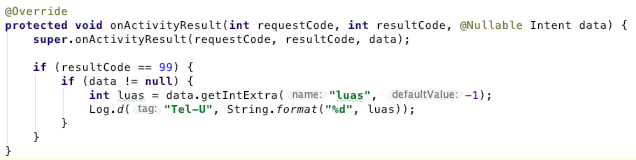 @Override
protected void onActivityResult(int requestCode, int resultCode, @Nullable Intent data) {
    super.onActivityResult(requestCode, resultCode, data);

    if (resultCode == 99) {
        if (data != null) {
            int luas = data.getIntExtra( name: "luas", defaultValue: -1);
            Log.d( tag: "Tel-U", String.format("%d", luas));
        }
    }
}